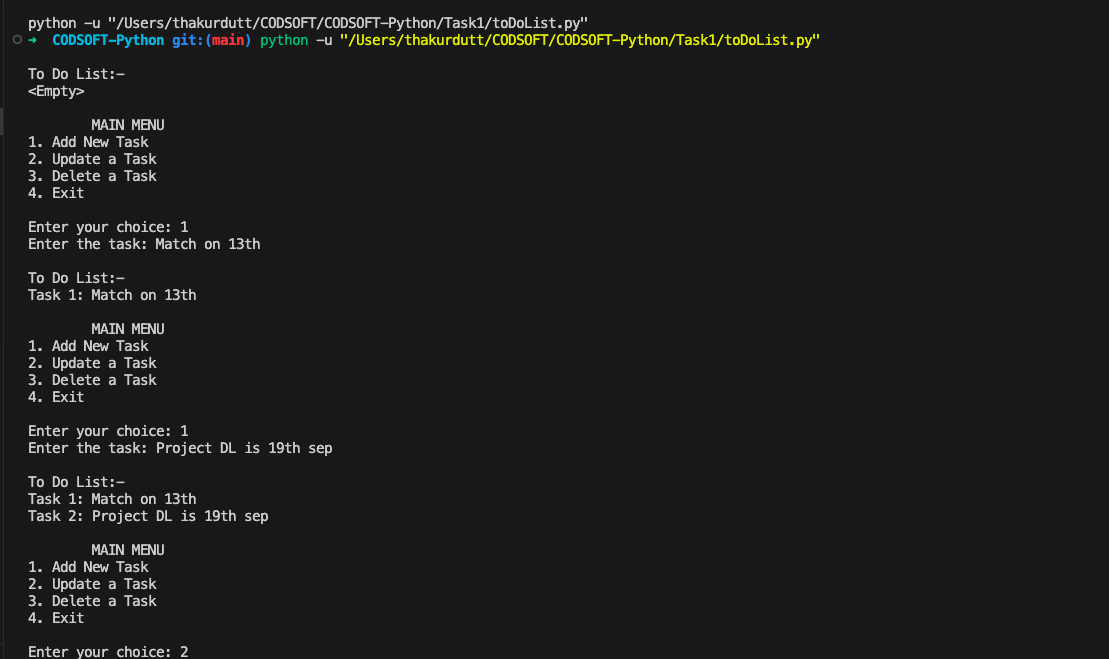 python -u "/Users/thakurdutt/CODSOFT/CODSOFT-Python/Task1/toDoList.py"
➜ CODSOFT-Python git:(main) python -u "/Users/thakurdutt/CODSOFT/CODSOFT-Python/Task1/toDoList.py"
To Do List:-
<Empty>
MAIN MENU
1. Add New Task
2. Update a Task
3. Delete a Task
4. Exit
Enter your choice: 1
Enter the task: Match on 13th
To Do List:-
Task 1: Match on 13th
MAIN MENU
1. Add New Task
2. Update a Task
3. Delete a Task
4. Exit
Enter your choice: 1
Enter the task: Project DL is 19th sep
To Do List:-
Task 1: Match on 13th
Task 2: Project DL is 19th sep
MAIN MENU
1. Add New Task
2. Update a Task
3. Delete a Task
4. Exit
Enter your choice: 2